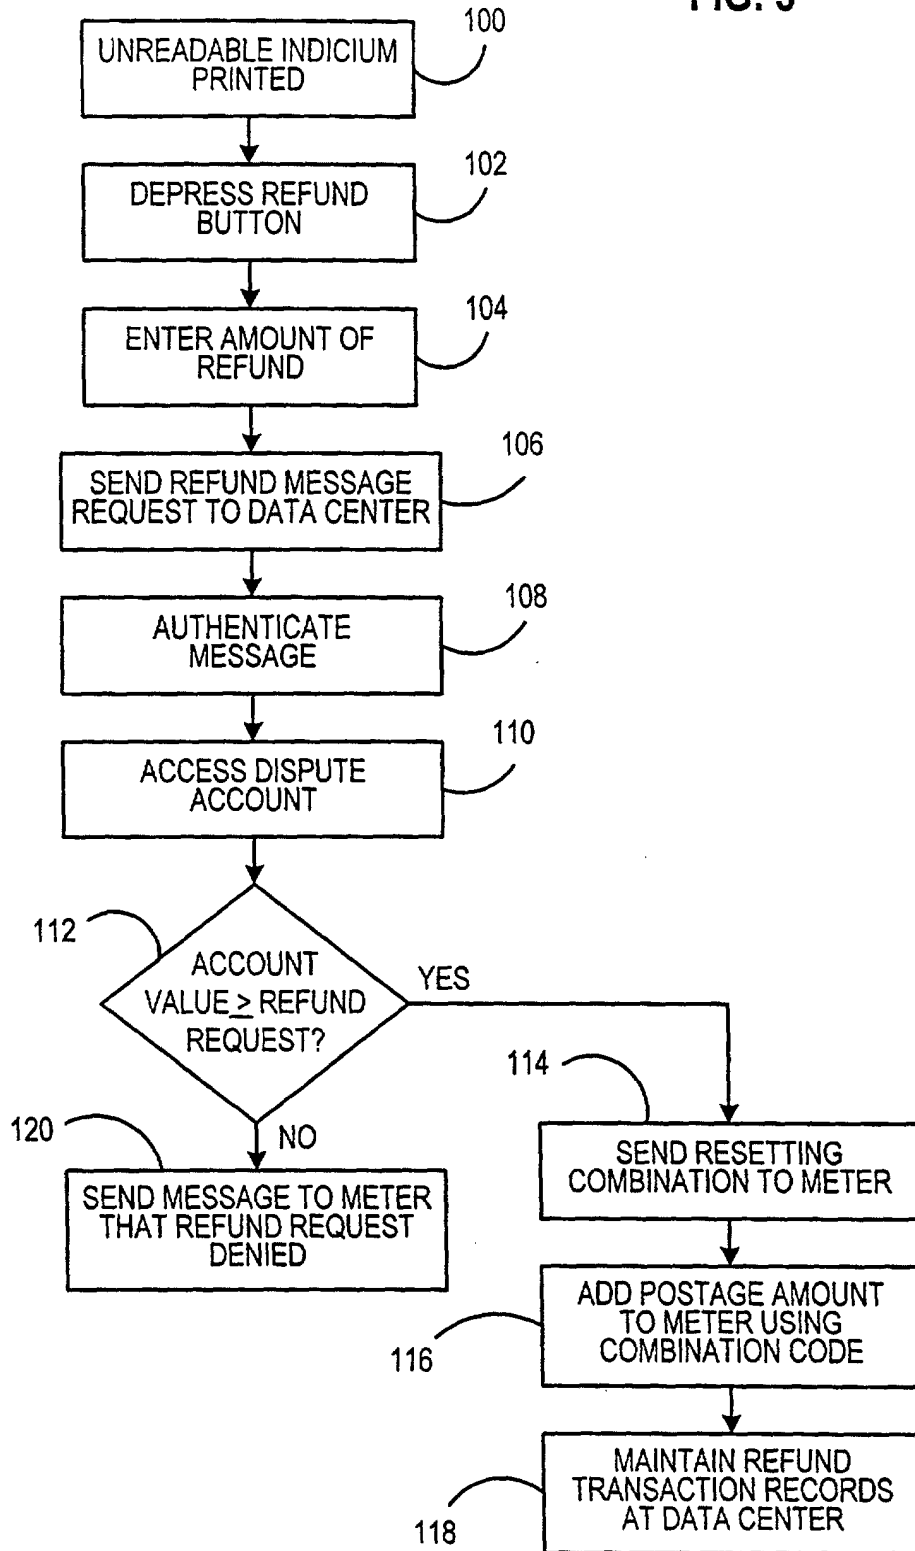 100
UNREADABLE INDICIUM
PRINTED
102
DEPRESS REFUND
BUTTON
104
ENTER AMOUNT OF
REFUND
106
SEND REFUND MESSAGE
REQUEST TO DATA CENTER
108
AUTHENTICATE
MESSAGE
110
ACCESS DISPUTE
ACCOUNT
112
ACCOUNT
VALUE ≥ REFUND
REQUEST?
YES
114
SEND RESETTING
COMBINATION TO METER
120
NO
SEND MESSAGE TO METER
THAT REFUND REQUEST
DENIED
ADD POSTAGE AMOUNT
TO METER USING
COMBINATION CODE
116
MAINTAIN REFUND
TRANSACTION RECORDS
AT DATA CENTER
118